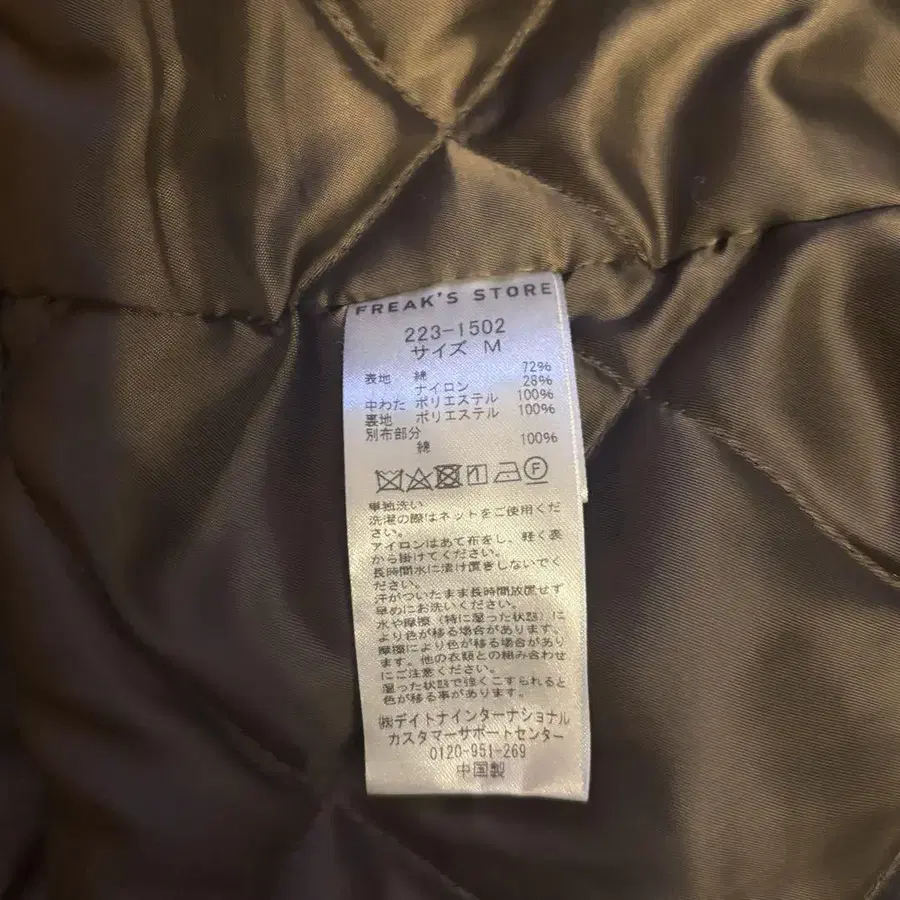 FREAK'S STORE
223-1502
サイズ M
表地 綿 72%
ナイロン 28%
中わた ポリエステル 100%
裏地 ポリエステル 100%
別布部分
綿 100%
F
単独洗い
洗濯の際はネットをご使用くだ
さい。
アイロンはあて布をし、軽く裏
から掛けてください。
長時間水に漬け置きしないでく
ださい。
汗がついたまま長時間放置せず
早めにお洗いください。
水や摩擦（特に湿った状態）に
より色が移る場合があります。
摩擦により色が移る場合があり
ます。他の衣類との組み合わせ
にご注意ください。
湿った状態で強くこすられると
色が移る事があります。
㈱デイトナインターナショナル
カスタマーサポートセンター
0120-951-269
中国製